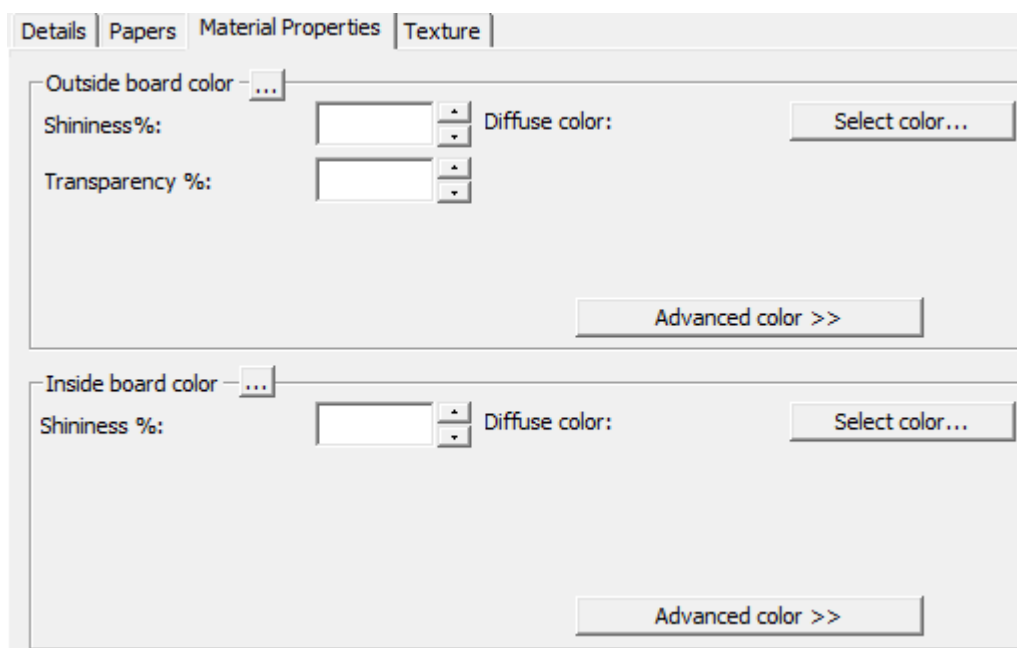 Details Papers Material Properties Texture
Outside board color ...
Shininess%: Diffuse color: Select color...
Transparency %:
Advanced color >>
Inside board color ...
Shininess %: Diffuse color: Select color...
Advanced color >>